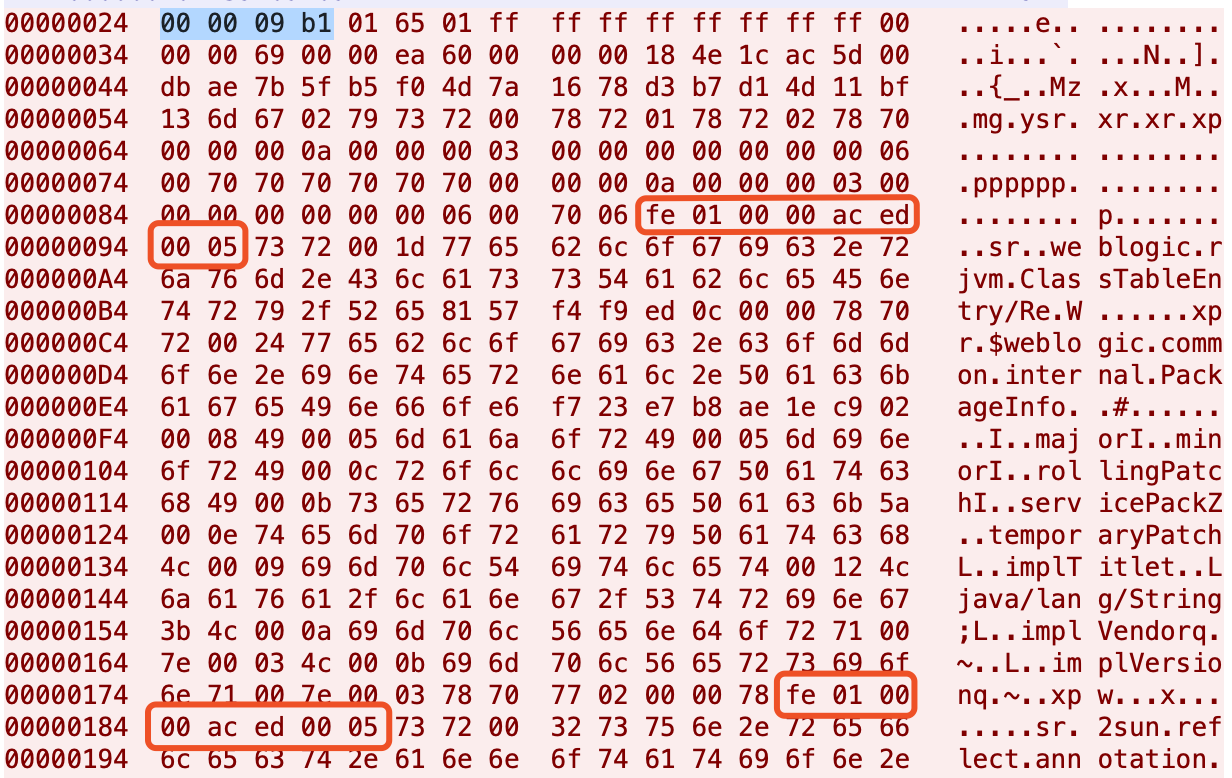 00000024 00 00 09 b1 01 65 01 ff ff ff ff ff ff ff ff 00 .....e.. ........
00000034 00 00 69 00 00 ea 60 00 00 00 18 4e 1c ac 5d 00 ..i...`. ...N..].
00000044 db ae 7b 5f b5 f0 4d 7a 16 78 d3 b7 d1 4d 11 bf ..{_..Mz .x...M..
00000054 13 6d 67 02 79 73 72 00 78 72 01 78 72 02 78 70 .mg.ysr. xr.xr.xp
00000064 00 00 00 0a 00 00 00 03 00 00 00 00 00 00 00 06 ........ ........
00000074 00 70 70 70 70 70 70 00 00 00 0a 00 00 00 03 00 .pppppp. ........
00000084 00 00 00 00 00 00 06 00 70 06 fe 01 00 00 ac ed ........ p.......
00000094 00 05 73 72 00 1d 77 65 62 6c 6f 67 69 63 2e 72 ..sr..we blogic.r
000000A4 6a 76 6d 2e 43 6c 61 73 73 54 61 62 6c 65 45 6e jvm.Clas sTableEn
000000B4 74 72 79 2f 52 65 81 57 f4 f9 ed 0c 00 00 78 70 try/Re.W ......xp
000000C4 72 00 24 77 65 62 6c 6f 67 69 63 2e 63 6f 6d 6d r.$weblo gic.comm
000000D4 6f 6e 2e 69 6e 74 65 72 6e 61 6c 2e 50 61 63 6b on.inter nal.Pack
000000E4 61 67 65 49 6e 66 6f e6 f7 23 e7 b8 ae 1e c9 02 ageInfo. .#......
000000F4 00 08 49 00 05 6d 61 6a 6f 72 49 00 05 6d 69 6e ..I..maj orI..min
00000104 6f 72 49 00 0c 72 6f 6c 6c 69 6e 67 50 61 74 63 orI..rol lingPatc
00000114 68 49 00 0b 73 65 72 76 69 63 65 50 61 63 6b 5a hI..serv icePackZ
00000124 00 0e 74 65 6d 70 6f 72 61 72 79 50 61 74 63 68 ..tempor aryPatch
00000134 4c 00 09 69 6d 70 6c 54 69 74 6c 65 74 00 12 4c L..implT itlet..L
00000144 6a 61 76 61 2f 6c 61 6e 67 2f 53 74 72 69 6e 67 java/lan g/String
00000154 3b 4c 00 0a 69 6d 70 6c 56 65 6e 64 6f 72 71 00 ;L..impl Vendorq.
00000164 7e 00 03 4c 00 0b 69 6d 70 6c 56 65 72 73 69 6f ~..L..im plVersio
00000174 6e 71 00 7e 00 03 78 70 77 02 00 00 78 fe 01 00 nq.~..xp w...x...
00000184 00 ac ed 00 05 73 72 00 32 73 75 6e 2e 72 65 66 .....sr. 2sun.ref
00000194 6c 65 63 74 2e 61 6e 6e 6f 74 61 74 69 6f 6e 2e lect.ann otation.